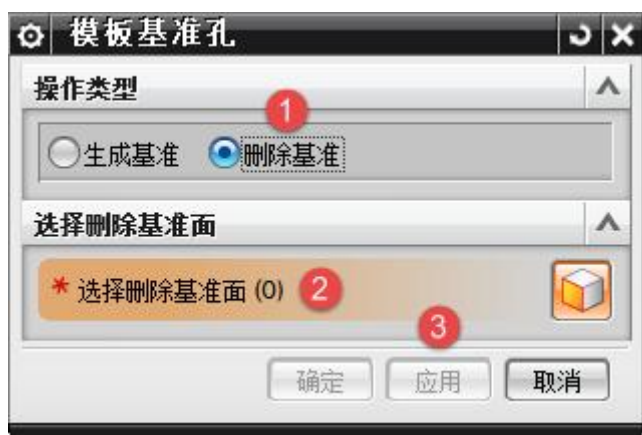 模板基准孔
操作类型
1
生成基准 删除基准
选择删除基准面
* 选择删除基准面 (0) 2
3
确定 应用 取消